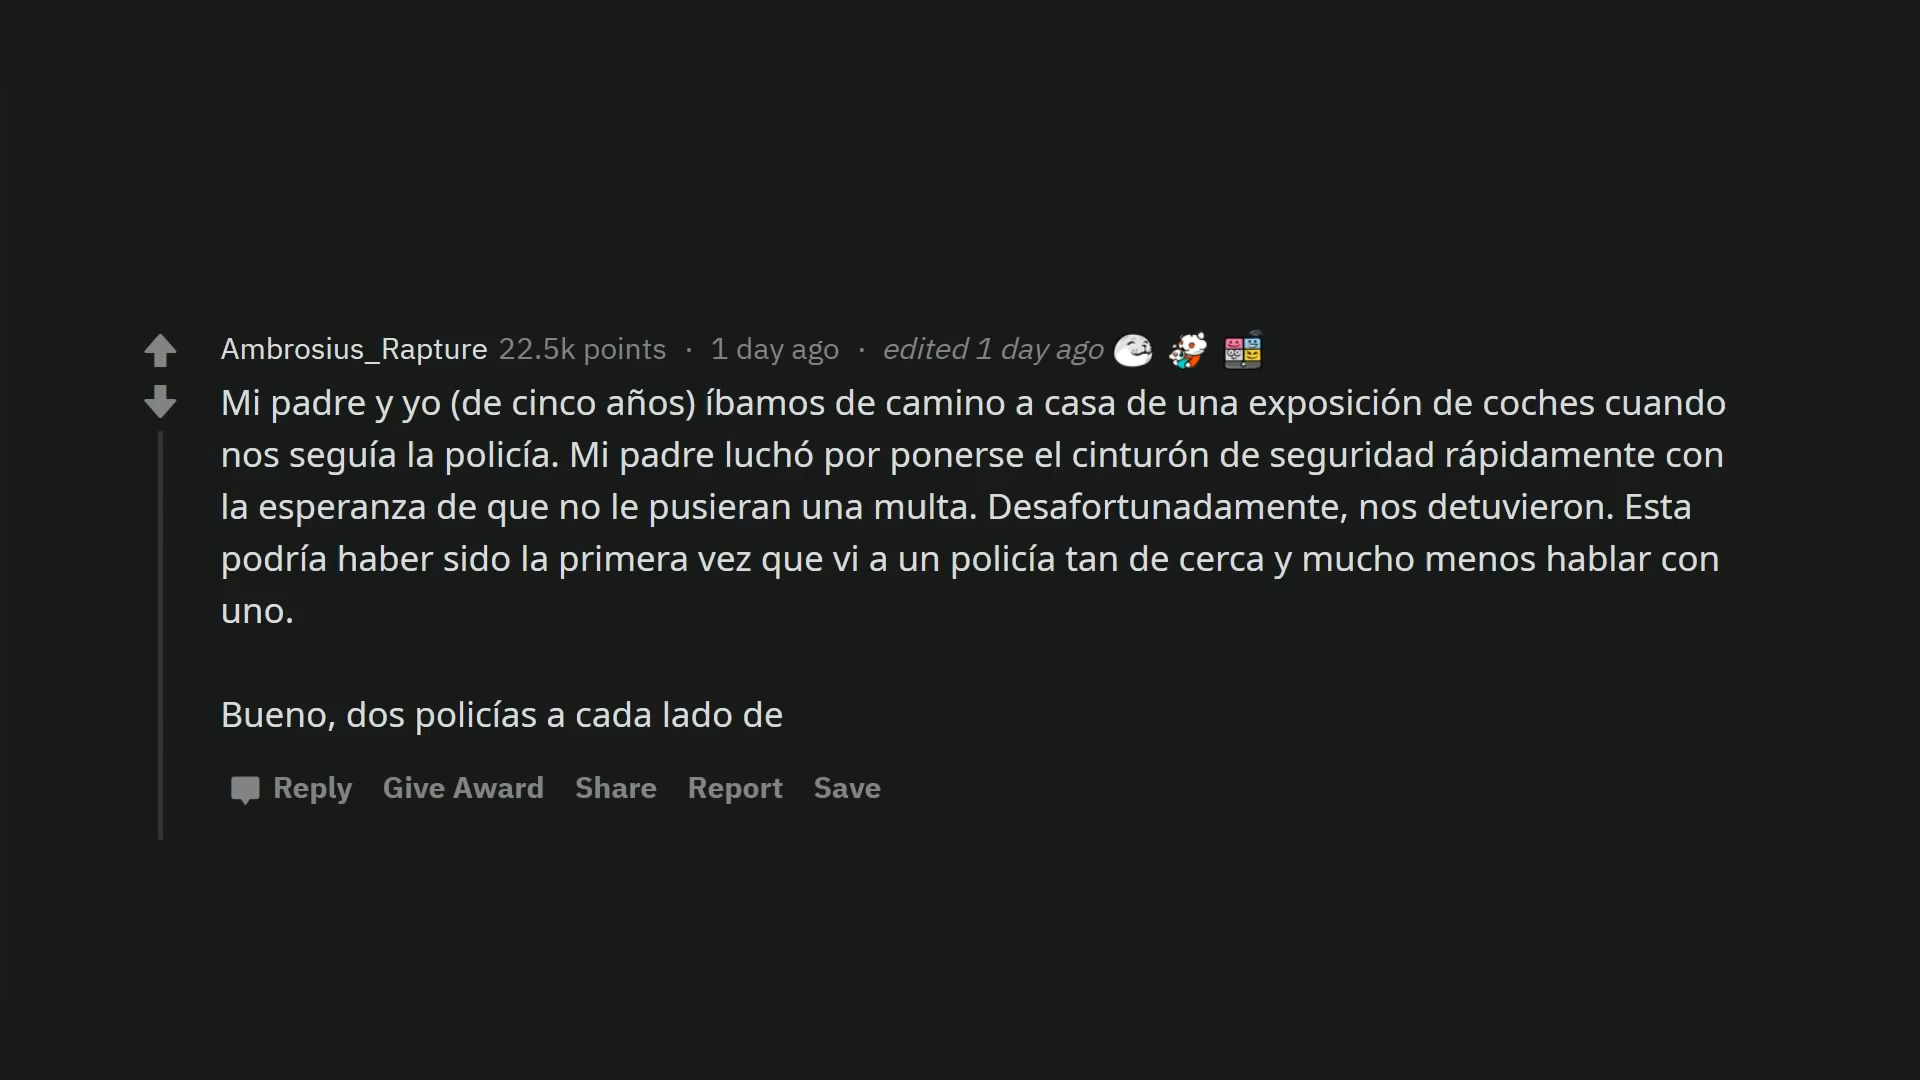 Ambrosius_Rapture 22.5k points · 1 day ago · edited 1 day ago
Mi padre y yo (de cinco años) íbamos de camino a casa de una exposición de coches cuando
nos seguía la policía. Mi padre luchó por ponerse el cinturón de seguridad rápidamente con
la esperanza de que no le pusieran una multa. Desafortunadamente, nos detuvieron. Esta
podría haber sido la primera vez que vi a un policía tan de cerca y mucho menos hablar con
uno.
Bueno, dos policías a cada lado de
Reply Give Award Share Report Save